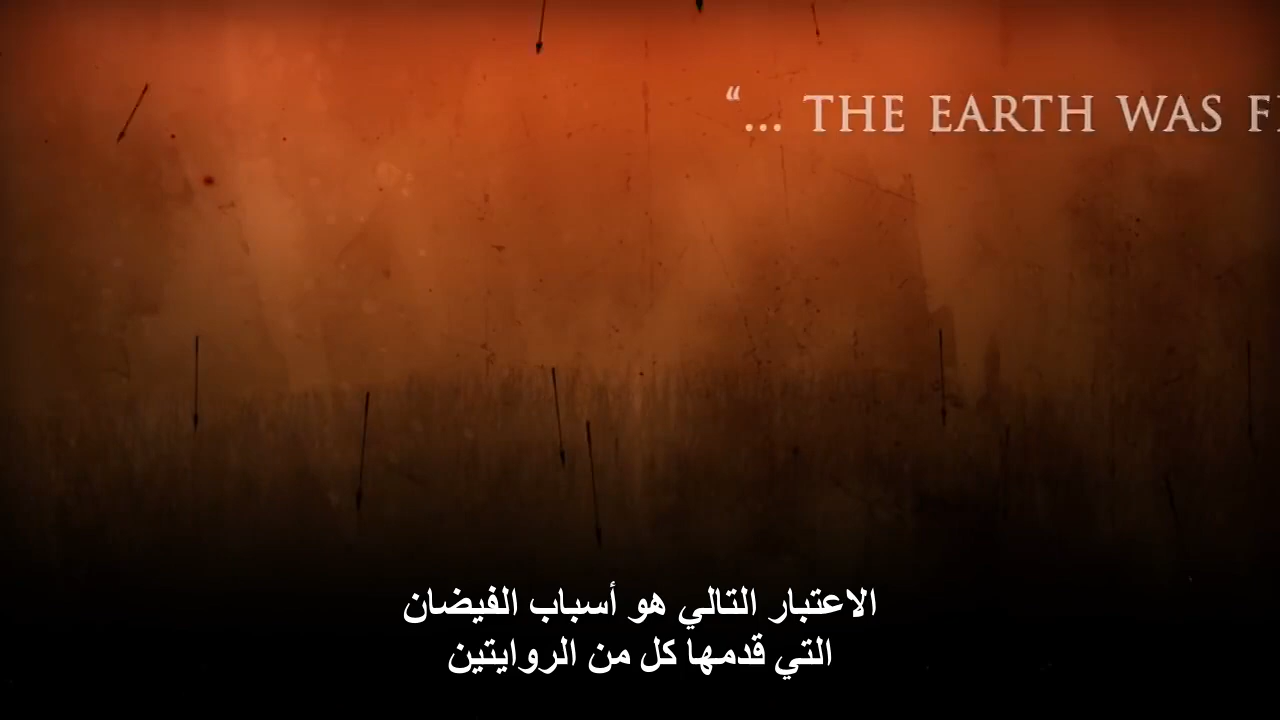 “... THE EARTH WAS
الاعتبار التالي هو أسباب الفيضان
التي قدمها كل من الروايتين